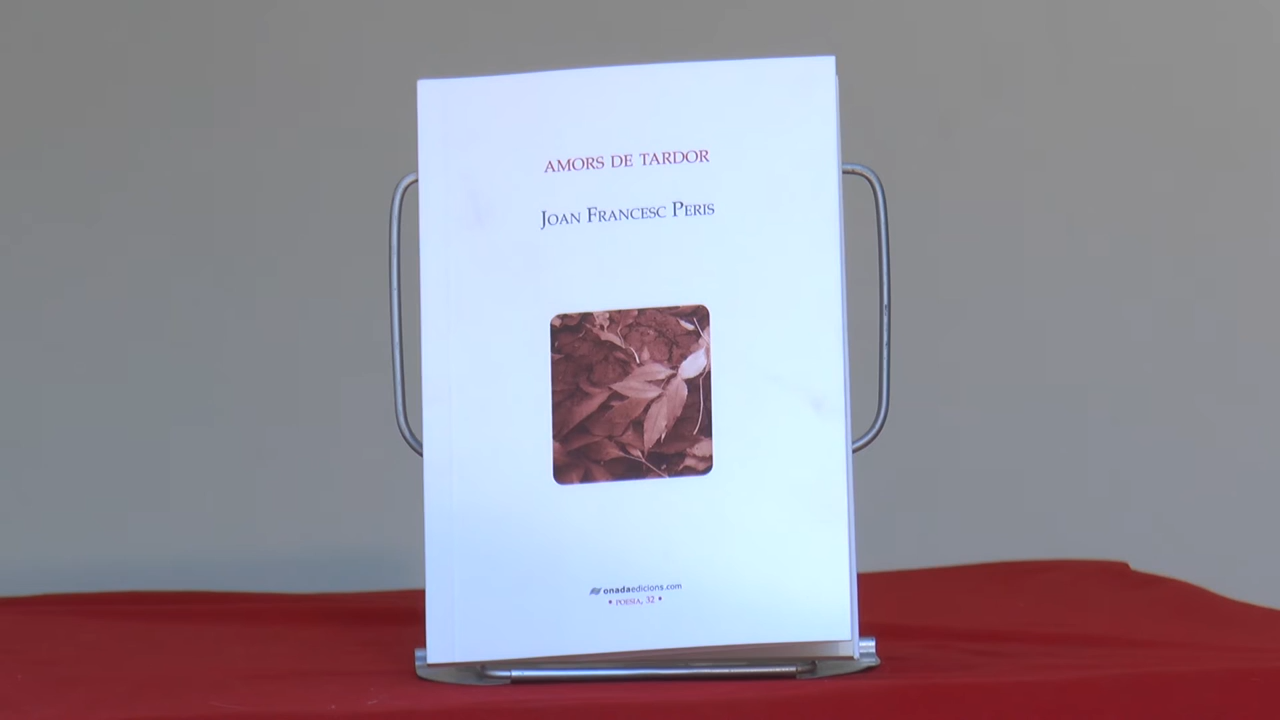 AMORS DE TARDOR
JOAN FRANCESC PERIS
onadaedicions.com
• POESIA, 32 •